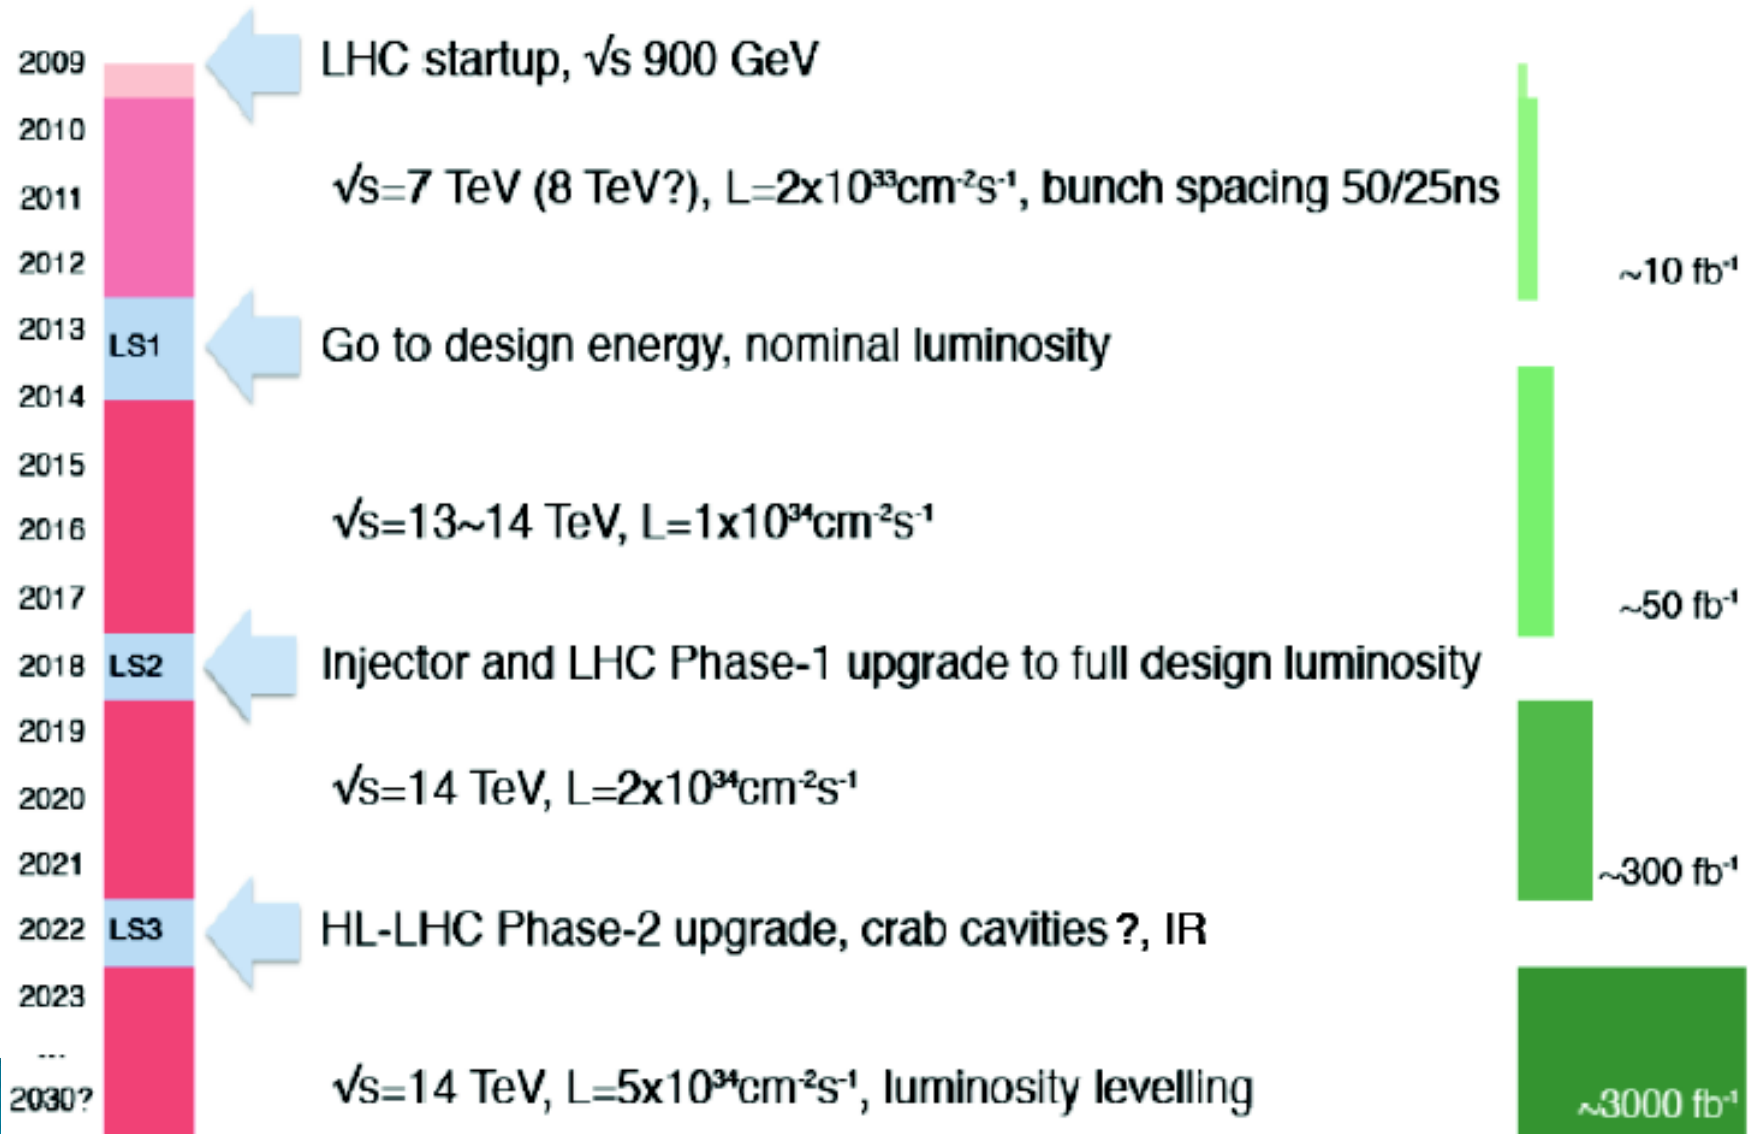 2009
LHC startup, √s 900 GeV
2010
√s=7 TeV (8 TeV?), L=2x10³³cm⁻²s⁻¹, bunch spacing 50/25ns
2011
2012
~10 fb⁻¹
2013
LS1
Go to design energy, nominal luminosity
2014
2015
√s=13~14 TeV, L=1x10³⁴cm⁻²s⁻¹
2016
2017
~50 fb⁻¹
2018
LS2
Injector and LHC Phase-1 upgrade to full design luminosity
2019
√s=14 TeV, L=2x10³⁴cm⁻²s⁻¹
2020
2021
~300 fb⁻¹
2022
LS3
HL-LHC Phase-2 upgrade, crab cavities ?, IR
2023
...
√s=14 TeV, L=5x10³⁴cm⁻²s⁻¹, luminosity levelling
2030?
~3000 fb⁻¹